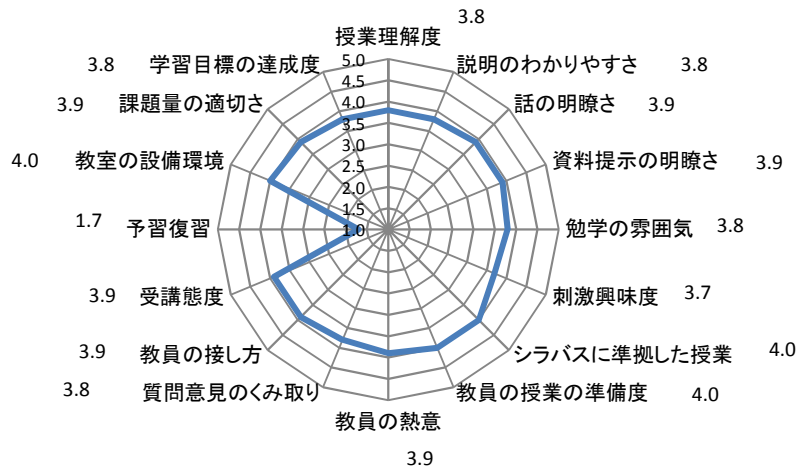 授業理解度 3.8
説明のわかりやすさ 3.8
話の明瞭さ 3.9
資料提示の明瞭さ 3.9
勉学の雰囲気 3.8
刺激興味度 3.7
シラバスに準拠した授業 4.0
教員の授業の準備度 4.0
教員の熱意 3.9
質問意見のくみ取り 3.8
教員の接し方 3.9
受講態度 3.9
予習復習 1.7
教室の設備環境 4.0
課題量の適切さ 3.9
学習目標の達成度 3.8
5.0
4.5
4.0
3.5
3.0
2.5
2.0
1.5
1.0